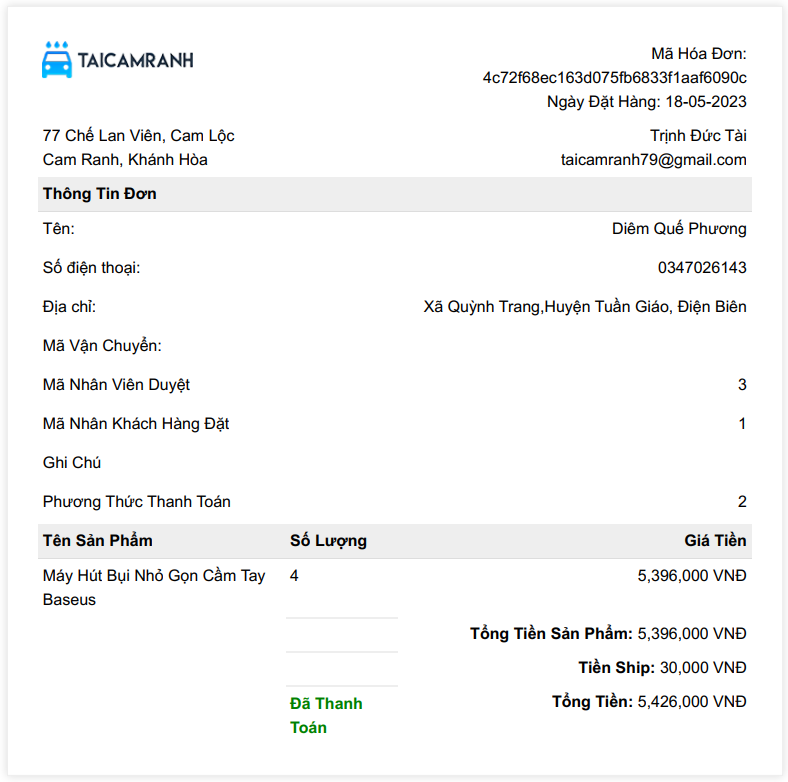 TAICAMRANH
Mã Hóa Đơn:
4c72f68ec163d075fb6833f1aaf6090c
Ngày Đặt Hàng: 18-05-2023
77 Chế Lan Viên, Cam Lộc
Cam Ranh, Khánh Hòa
Trịnh Đức Tài
taicamranh79@gmail.com
Thông Tin Đơn
Tên: Diêm Quế Phương
Số điện thoại: 0347026143
Địa chỉ: Xã Quỳnh Trang,Huyện Tuần Giáo, Điện Biên
Mã Vận Chuyển:
Mã Nhân Viên Duyệt 3
Mã Nhân Khách Hàng Đặt 1
Ghi Chú
Phương Thức Thanh Toán 2
Tên Sản Phẩm Số Lượng Giá Tiền
Máy Hút Bụi Nhỏ Gọn Cầm Tay 4 5,396,000 VNĐ
Baseus
Tổng Tiền Sản Phẩm: 5,396,000 VNĐ
Tiền Ship: 30,000 VNĐ
Đã Thanh Tổng Tiền: 5,426,000 VNĐ
Toán